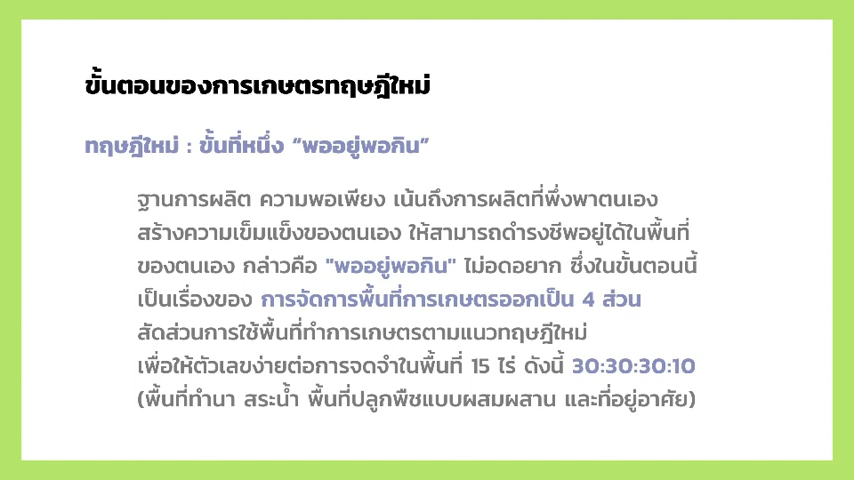 ขั้นตอนของการเกษตรทฤษฎีใหม่
ทฤษฎีใหม่ : ขั้นที่หนึ่ง “พออยู่พอกิน”
ฐานการผลิต ความพอเพียง เน้นถึงการผลิตที่พึ่งพาตนเอง
สร้างความเข็มแข็งของตนเอง ให้สามารถดำรงชีพอยู่ได้ในพื้นที่
ของตนเอง กล่าวคือ "พออยู่พอกิน" ไม่อดอยาก ซึ่งในขั้นตอนนี้
เป็นเรื่องของ การจัดการพื้นที่การเกษตรออกเป็น 4 ส่วน
สัดส่วนการใช้พื้นที่ทำการเกษตรตามแนวทฤษฎีใหม่
เพื่อให้ตัวเลขง่ายต่อการจดจำในพื้นที่ 15 ไร่ ดังนี้ 30:30:30:10
(พื้นที่ทำนา สระน้ำ พื้นที่ปลูกพืชแบบผสมผสาน และที่อยู่อาศัย)